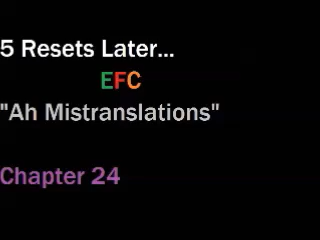 5 Resets Later...
EFC
"Ah Mistranslations"
Chapter 24